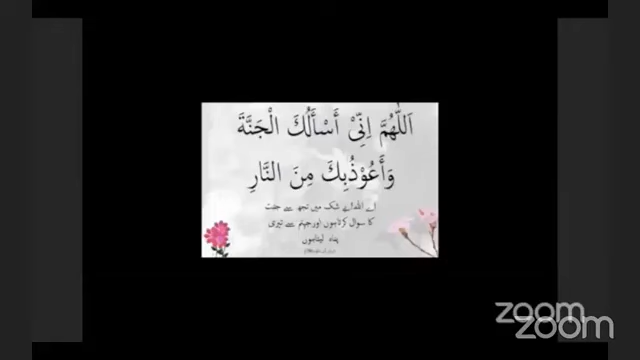 اَللّٰهُمَّ اِنِّىْ أَسْأَلُكَ الْجَنَّةَ
وَأَعُوْذُبِكَ مِنَ النَّارِ
اے اللہ! بے شک میں تجھ سے جنت
کا سوال کرتا ہوں اور جہنم سے تیری
پناہ لیتا ہوں
zoom
zoom